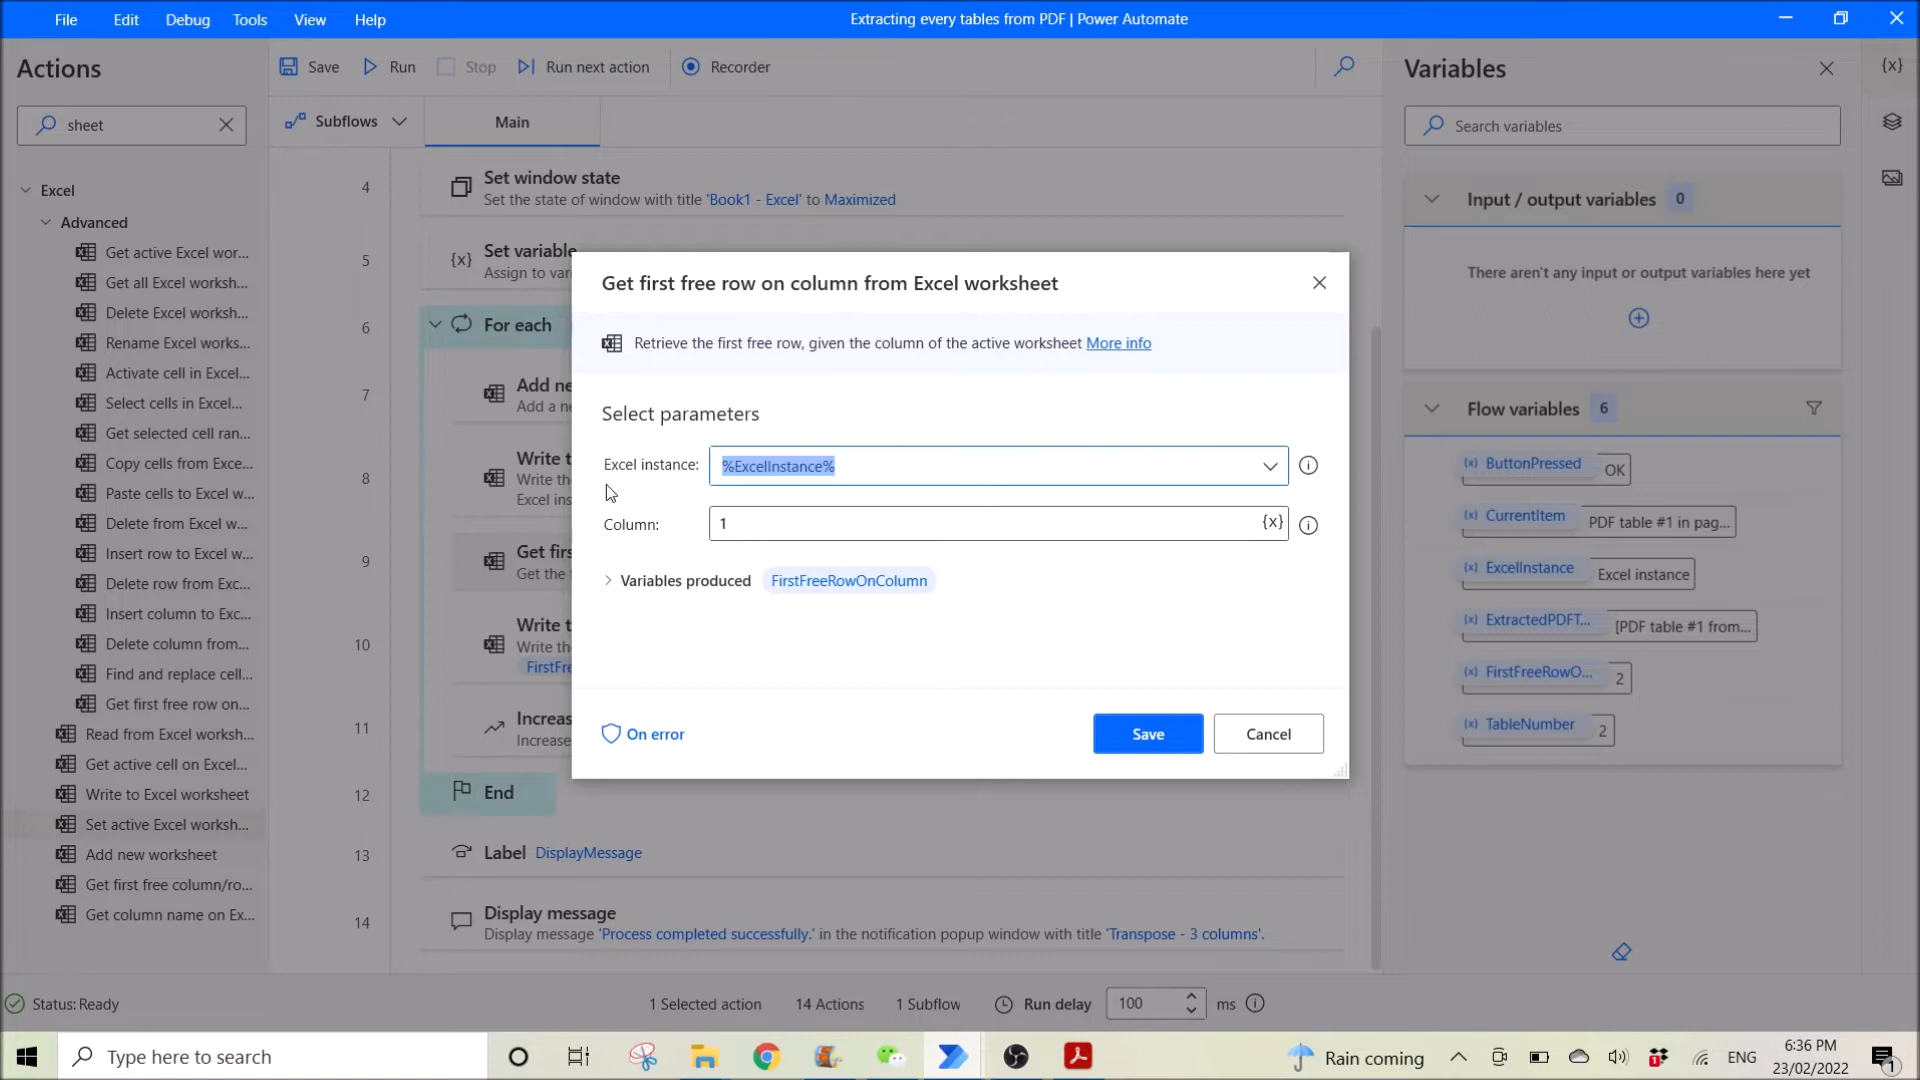 File Edit Debug Tools View Help
Extracting every tables from PDF | Power Automate
Actions
Save Run Stop Run next action Recorder
Variables
{x}
sheet
Subflows
Main
Search variables
Excel
Advanced
Get active Excel wor...
Get all Excel worksh...
Delete Excel worksh...
Rename Excel works...
Activate cell in Excel...
Select cells in Excel...
Get selected cell ran...
Copy cells from Exce...
Paste cells to Excel w...
Delete from Excel w...
Insert row to Excel w...
Delete row from Exc...
Insert column to Exc...
Delete column from...
Find and replace cell...
Get first free row on...
Read from Excel worksh...
Get active cell on Excel...
Write to Excel worksheet
Set active Excel worksh...
Add new worksheet
Get first free column/ro...
Get column name on Ex...
4
Set window state
Set the state of window with title 'Book1 - Excel' to Maximized
5
{x}
Set variable
Assign to var
6
For each
7
Add ne
Add a ne
8
Write t
Write the
Excel ins
9
Get firs
Get the
10
Write t
Write the
FirstFre
11
Increas
Increase
12
End
13
Label DisplayMessage
14
Display message
Display message 'Process completed successfully.' in the notification popup window with title 'Transpose - 3 columns'.
Get first free row on column from Excel worksheet
Retrieve the first free row, given the column of the active worksheet More info
Select parameters
Excel instance: %ExcelInstance%
Column: 1 {x}
Variables produced FirstFreeRowOnColumn
On error
Save
Cancel
Input / output variables 0
There aren't any input or output variables here yet
Flow variables 6
(x) ButtonPressed OK
(x) CurrentItem PDF table #1 in pag...
(x) ExcelInstance Excel instance
(x) ExtractedPDFT... [PDF table #1 from...
(x) FirstFreeRowO... 2
(x) TableNumber 2
Status: Ready
1 Selected action 14 Actions 1 Subflow Run delay 100 ms
Type here to search
Rain coming
1
ENG
6:36 PM
23/02/2022
1